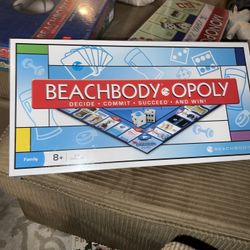 BEACHBODY OPOLY
DECIDE • COMMIT • SUCCEED • AND WIN!
Family
8+
BEACHBODY